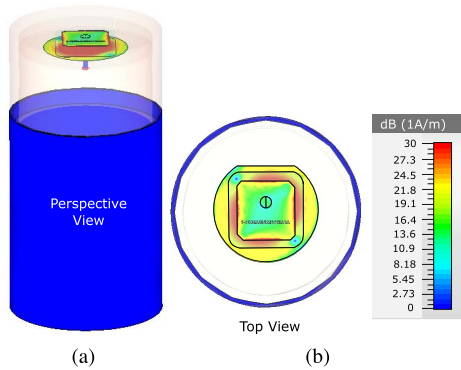 Perspective
View
Top View
(a)
(b)
dB (1A/m)
30
27.3
24.5
21.8
19.1
16.4
13.6
10.9
8.18
5.45
2.73
0